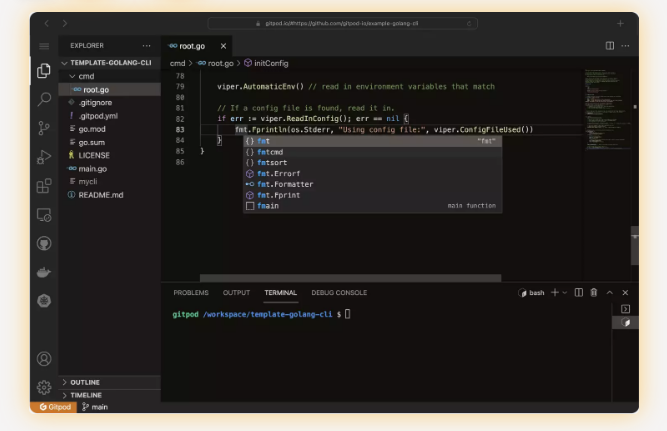 gitpod.io/#https://github.com/gitpod-io/example-golang-cli
EXPLORER
TEMPLATE-GOLANG-CLI
cmd
root.go
.gitignore
.gitpod.yml
go.mod
go.sum
LICENSE
main.go
mycli
README.md
OUTLINE
TIMELINE
root.go
cmd > root.go > initConfig
78
79 viper.AutomaticEnv() // read in environment variables that match
80
81 // If a config file is found, read it in.
82 if err := viper.ReadInConfig(); err == nil {
83 fmt.Fprintln(os.Stderr, "Using config file:", viper.ConfigFileUsed())
84 }
85 }
86
fmt "fmt"
fmtcmd
fmtsort
fmt.Errorf
fmt.Formatter
fmt.Fprint
fmain main function
PROBLEMS OUTPUT TERMINAL DEBUG CONSOLE
bash
gitpod /workspace/template-golang-cli $
Gitpod main